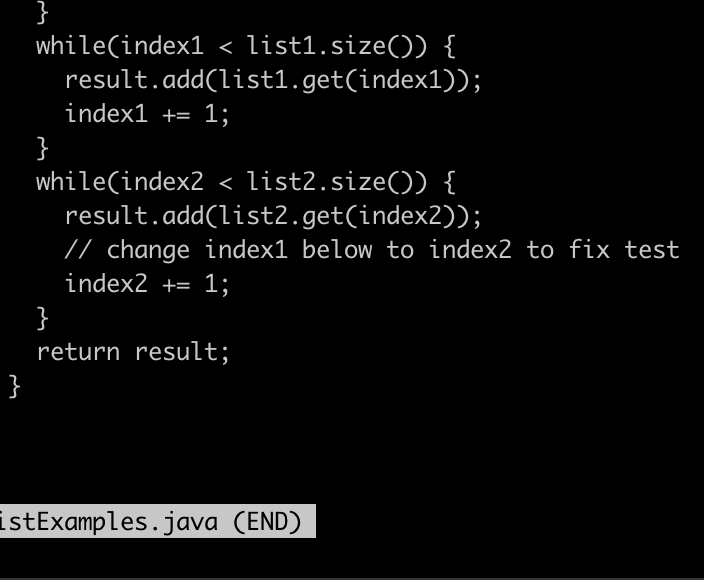 }
while(index1 < list1.size()) {
result.add(list1.get(index1));
index1 += 1;
}
while(index2 < list2.size()) {
result.add(list2.get(index2));
// change index1 below to index2 to fix test
index2 += 1;
}
return result;
}
istExamples.java (END)